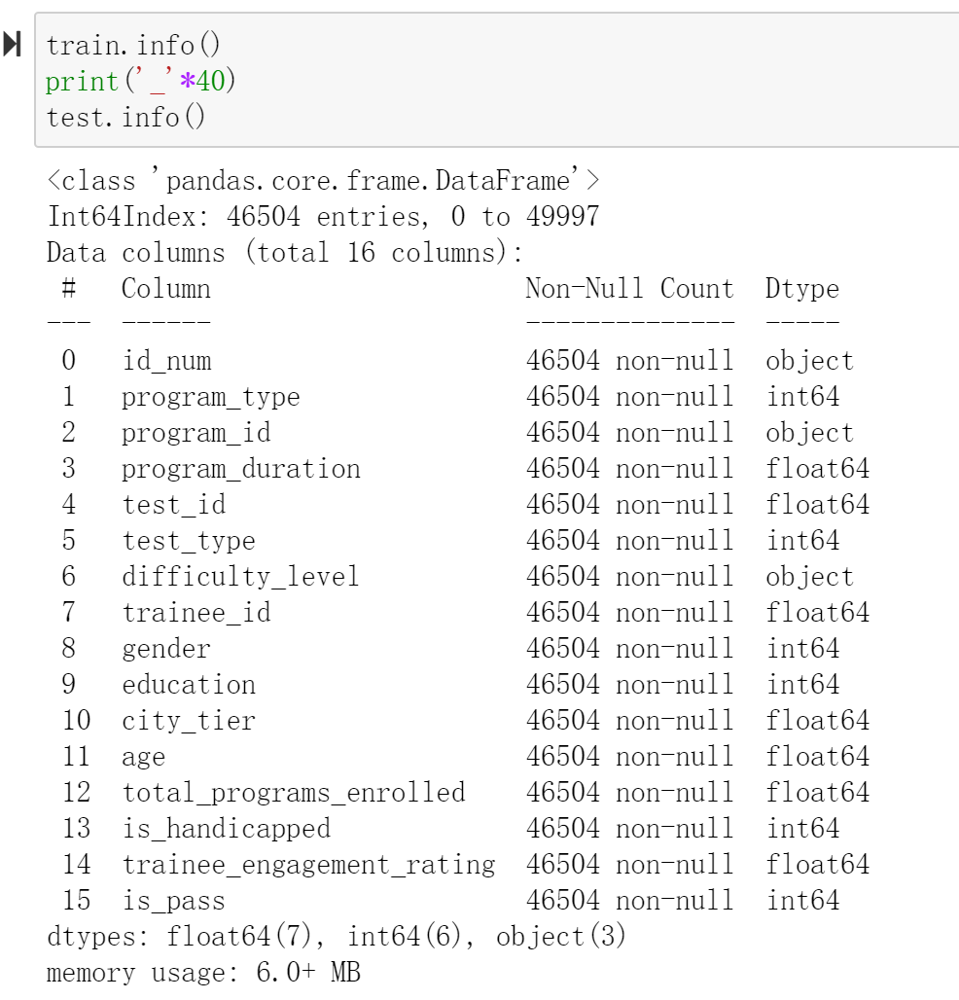 train.info()
print('_'*40)
test.info()
<class 'pandas.core.frame.DataFrame'>
Int64Index: 46504 entries, 0 to 49997
Data columns (total 16 columns):
 #   Column                     Non-Null Count  Dtype
---  ------                     --------------  -----
 0   id_num                     46504 non-null  object
 1   program_type               46504 non-null  int64
 2   program_id                 46504 non-null  object
 3   program_duration           46504 non-null  float64
 4   test_id                    46504 non-null  float64
 5   test_type                  46504 non-null  int64
 6   difficulty_level           46504 non-null  object
 7   trainee_id                 46504 non-null  float64
 8   gender                     46504 non-null  int64
 9   education                  46504 non-null  int64
 10  city_tier                  46504 non-null  float64
 11  age                        46504 non-null  float64
 12  total_programs_enrolled    46504 non-null  float64
 13  is_handicapped             46504 non-null  int64
 14  trainee_engagement_rating  46504 non-null  float64
 15  is_pass                    46504 non-null  int64
dtypes: float64(7), int64(6), object(3)
memory usage: 6.0+ MB